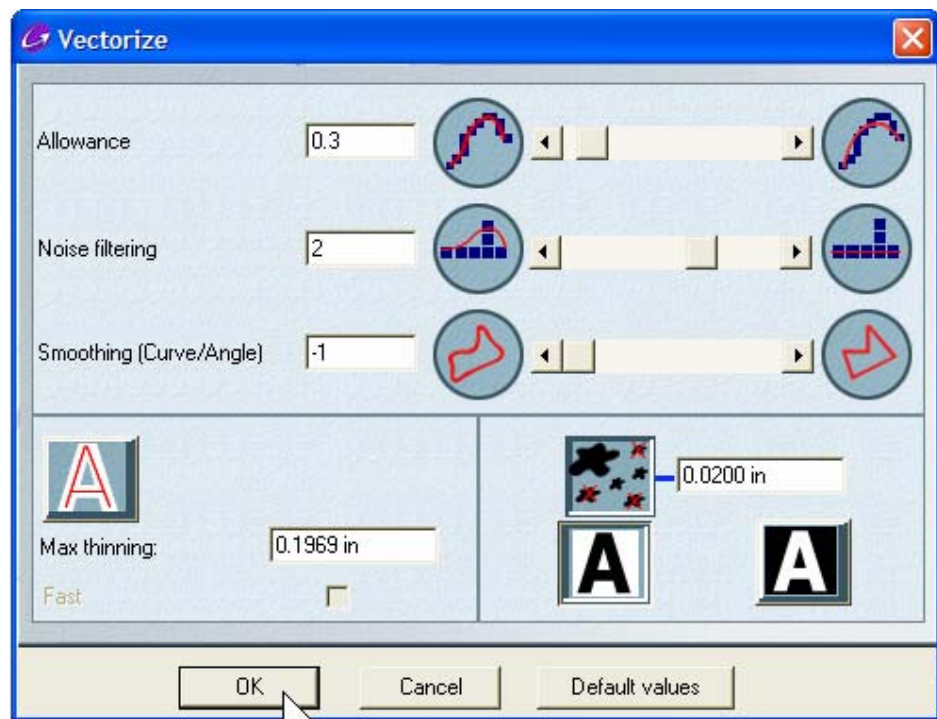 Vectorize
Allowance 0.3
Noise filtering 2
Smoothing (Curve/Angle) -1
A
0.0200 in
A A
Max thinning: 0.1969 in
Fast
OK Cancel Default values